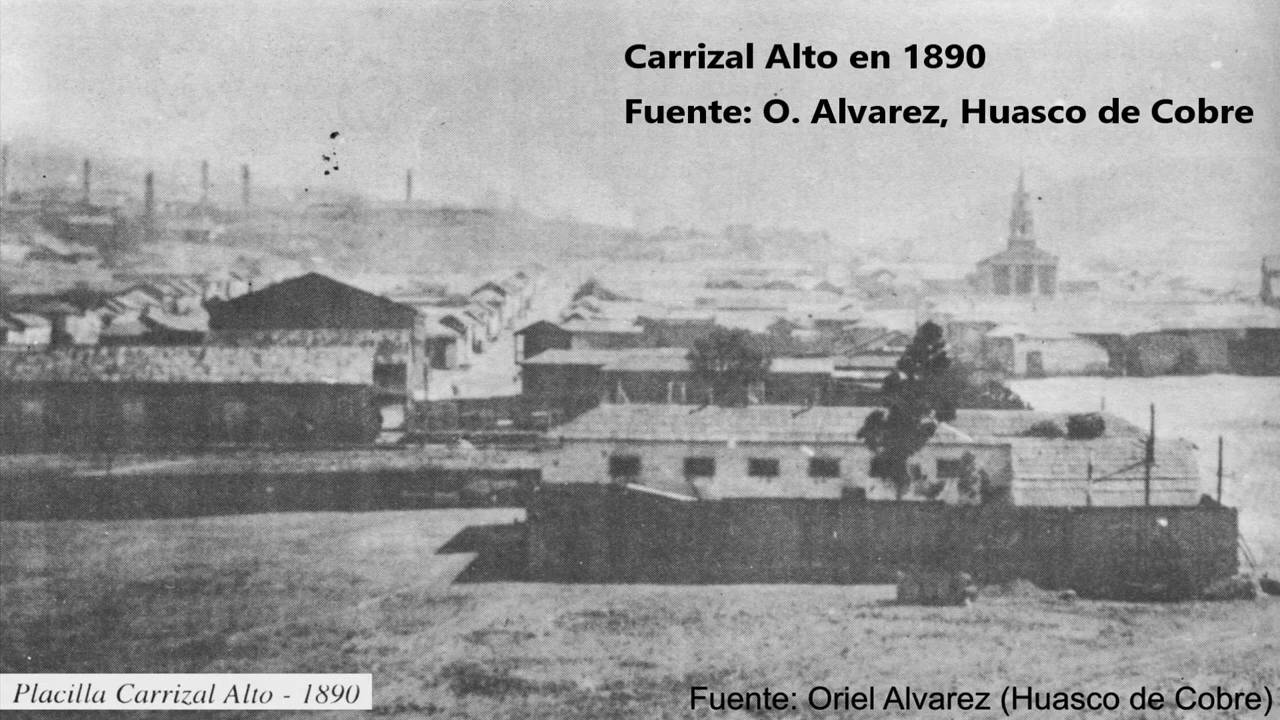 Carrizal Alto en 1890
Fuente: O. Alvarez, Huasco de Cobre
Placilla Carrizal Alto - 1890
Fuente: Oriel Alvarez (Huasco de Cobre)